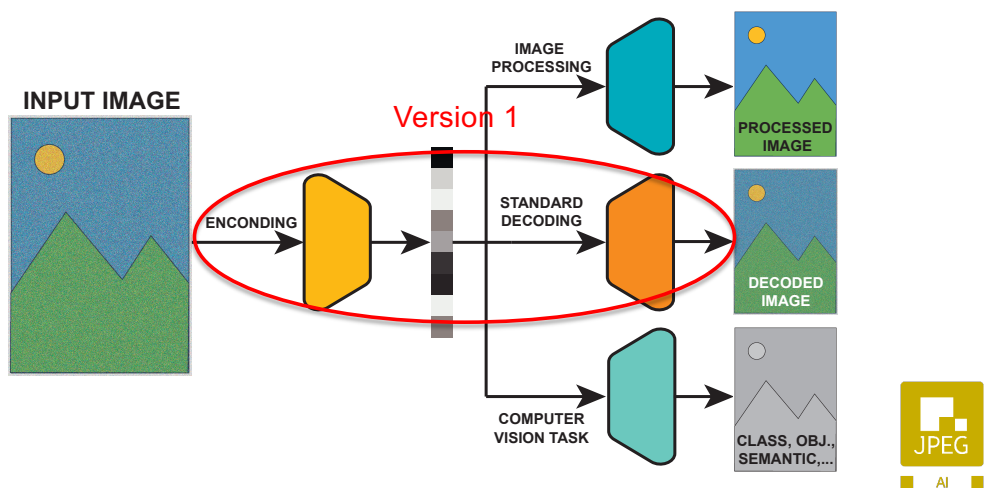 INPUT IMAGE
ENCONDING
Version 1
IMAGE
PROCESSING
PROCESSED
IMAGE
STANDARD
DECODING
DECODED
IMAGE
COMPUTER
VISION TASK
CLASS, OBJ.,
SEMANTIC,...
JPEG
AI